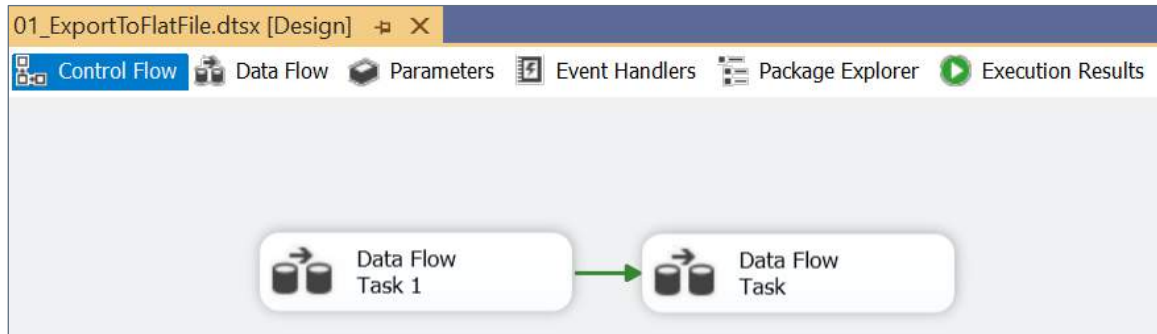 01_ExportToFlatFile.dtsx [Design]
Control Flow Data Flow Parameters Event Handlers Package Explorer Execution Results
Data Flow
Task 1
Data Flow
Task